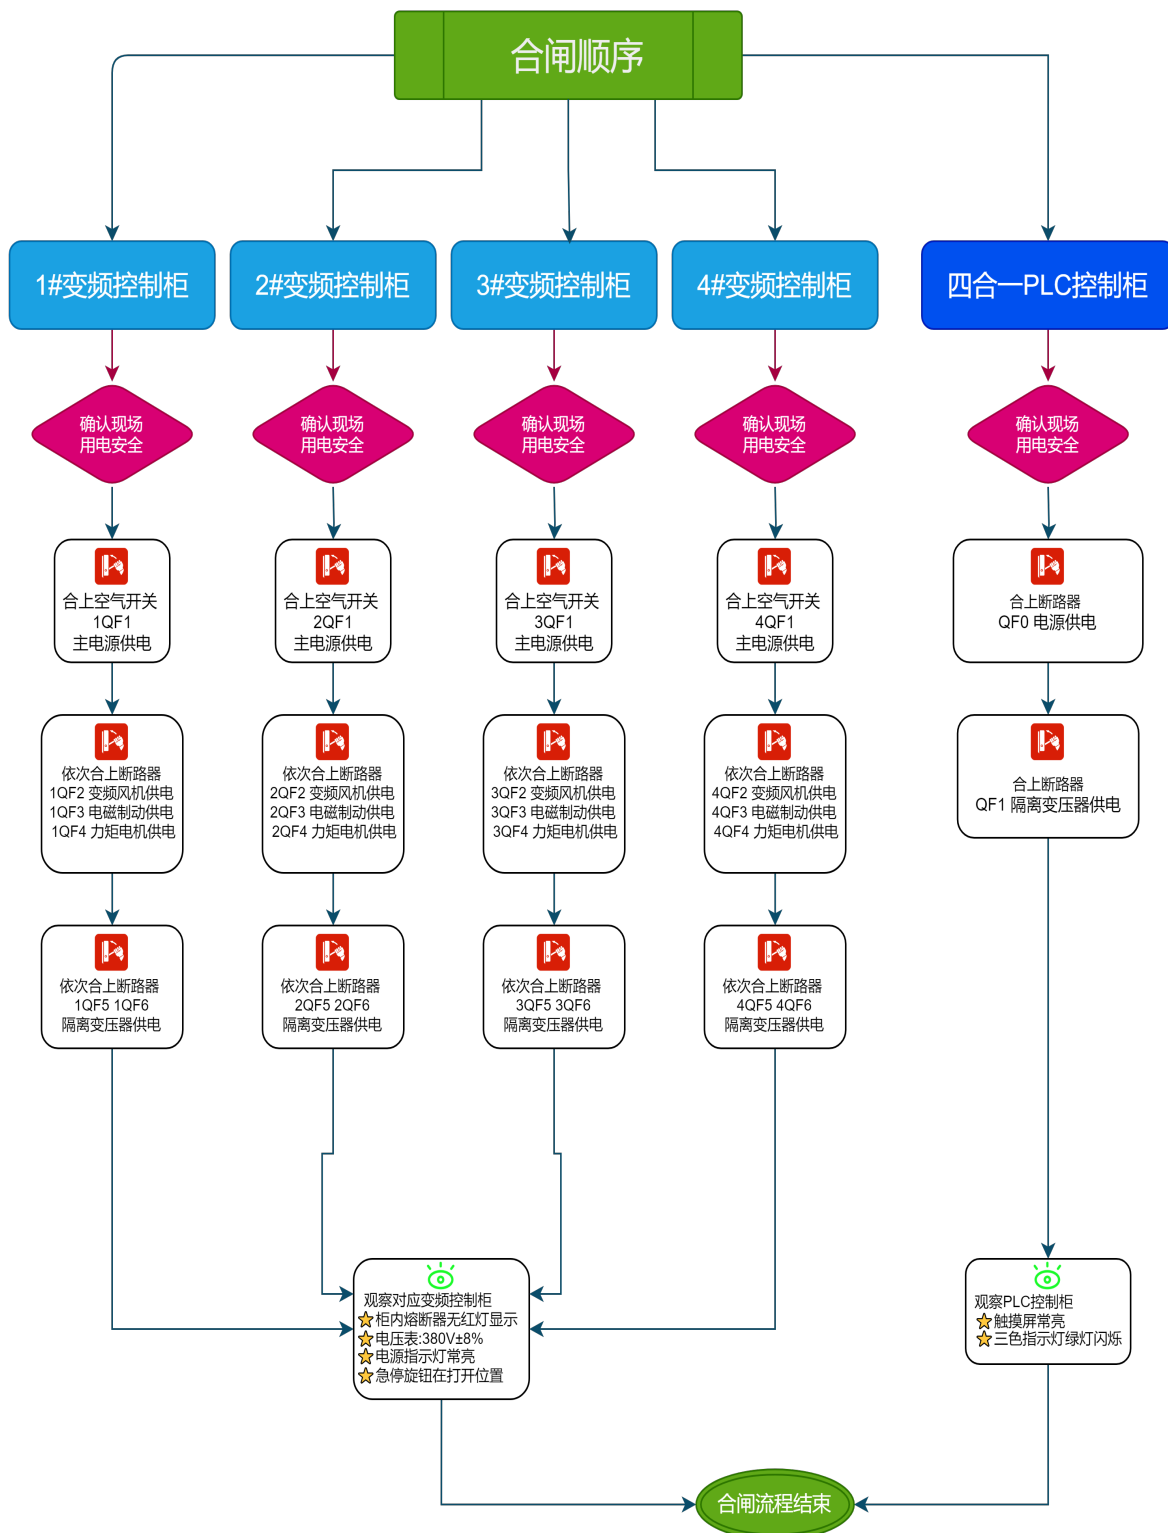 合闸顺序
1#变频控制柜
2#变频控制柜
3#变频控制柜
4#变频控制柜
四合一PLC控制柜
确认现场
用电安全
确认现场
用电安全
确认现场
用电安全
确认现场
用电安全
确认现场
用电安全
合上空气开关
1QF1
主电源供电
合上空气开关
2QF1
主电源供电
合上空气开关
3QF1
主电源供电
合上空气开关
4QF1
主电源供电
合上断路器
QF0 电源供电
依次合上断路器
1QF2 变频风机供电
1QF3 电磁制动供电
1QF4 力矩电机供电
依次合上断路器
2QF2 变频风机供电
2QF3 电磁制动供电
2QF4 力矩电机供电
依次合上断路器
3QF2 变频风机供电
3QF3 电磁制动供电
3QF4 力矩电机供电
依次合上断路器
4QF2 变频风机供电
4QF3 电磁制动供电
4QF4 力矩电机供电
合上断路器
QF1 隔离变压器供电
依次合上断路器
1QF5 1QF6
隔离变压器供电
依次合上断路器
2QF5 2QF6
隔离变压器供电
依次合上断路器
3QF5 3QF6
隔离变压器供电
依次合上断路器
4QF5 4QF6
隔离变压器供电
观察对应变频控制柜
柜内熔断器无红灯显示
电压表:380V±8%
电源指示灯常亮
急停旋钮在打开位置
观察PLC控制柜
触摸屏常亮
三色指示灯绿灯闪烁
合闸流程结束